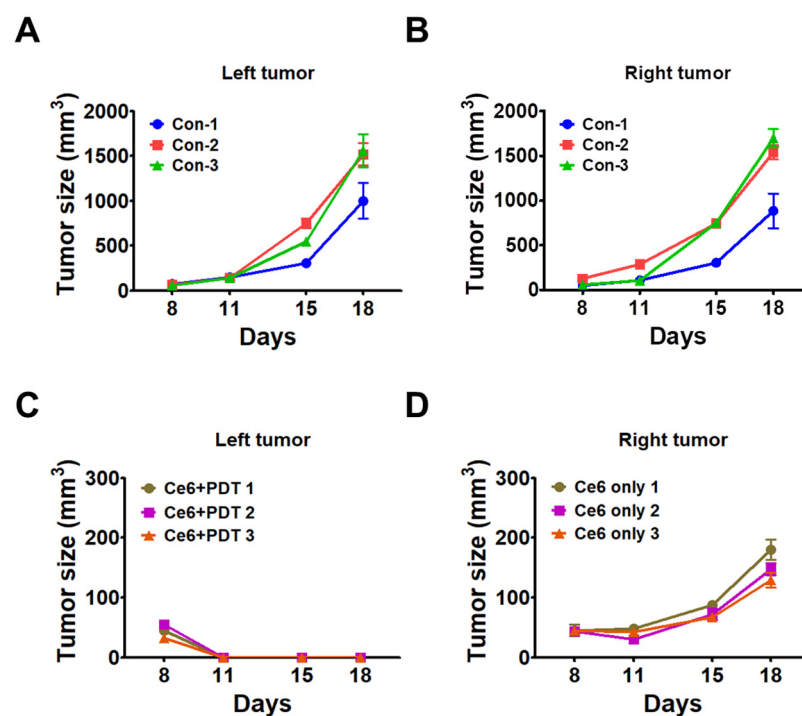 A
Left tumor
Tumor size (mm³)
2000
1500
1000
500
0
Con-1
Con-2
Con-3
8 11 15 18
Days
B
Right tumor
Tumor size (mm³)
2000
1500
1000
500
0
Con-1
Con-2
Con-3
8 11 15 18
Days
C
Left tumor
Tumor size (mm³)
300
200
100
0
Ce6+PDT 1
Ce6+PDT 2
Ce6+PDT 3
8 11 15 18
Days
D
Right tumor
Tumor size (mm³)
300
200
100
0
Ce6 only 1
Ce6 only 2
Ce6 only 3
8 11 15 18
Days